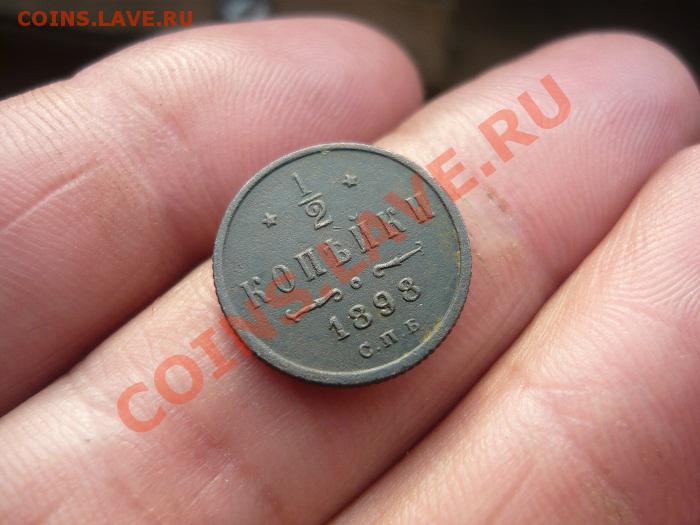 COINS.LAVE.RU
1/2
КОПѢЙКИ
1898
С.П.Б
COINS.LAVE.RU